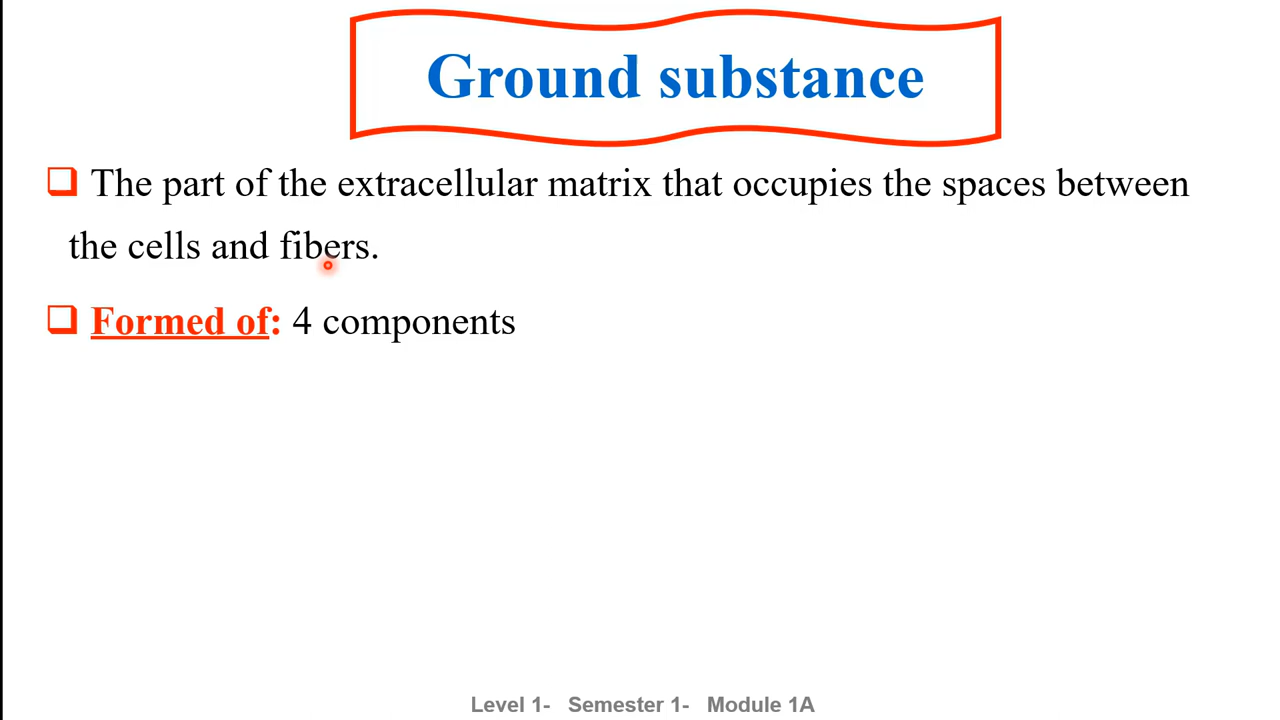 Ground substance
The part of the extracellular matrix that occupies the spaces between
the cells and fibers.
Formed of: 4 components
Level 1- Semester 1- Module 1A